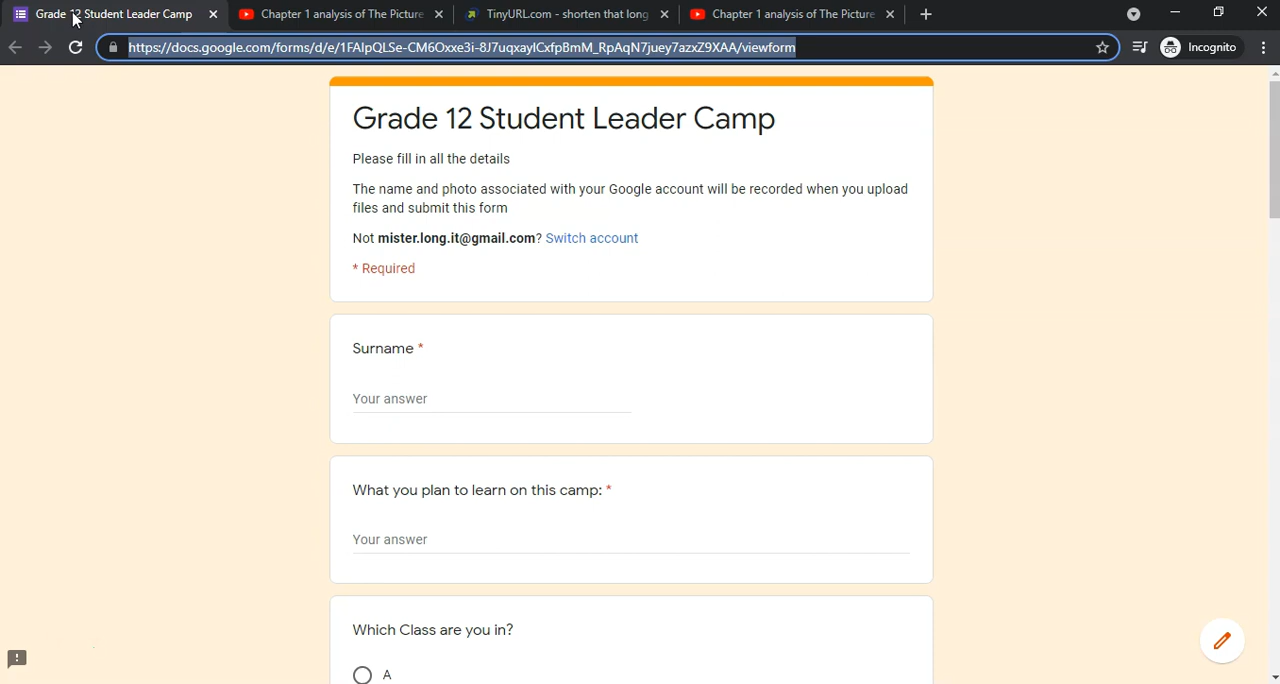 Grade 12 Student Leader Camp
Chapter 1 analysis of The Picture
TinyURL.com - shorten that long
Chapter 1 analysis of The Picture
https://docs.google.com/forms/d/e/1FAIpQLSe-CM6Oxxe3i-8J7uqxaylCxfpBmM_RpAqN7juey7azxZ9XAA/viewform
Incognito
Grade 12 Student Leader Camp
Please fill in all the details
The name and photo associated with your Google account will be recorded when you upload
files and submit this form
Not mister.long.it@gmail.com? Switch account
* Required
Surname *
Your answer
What you plan to learn on this camp: *
Your answer
Which Class are you in?
A